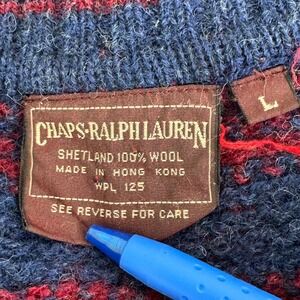 CHAPS·RALPH LAUREN
SHETLAND 100% WOOL
MADE IN HONG KONG
WPL 125
SEE REVERSE FOR CARE
L